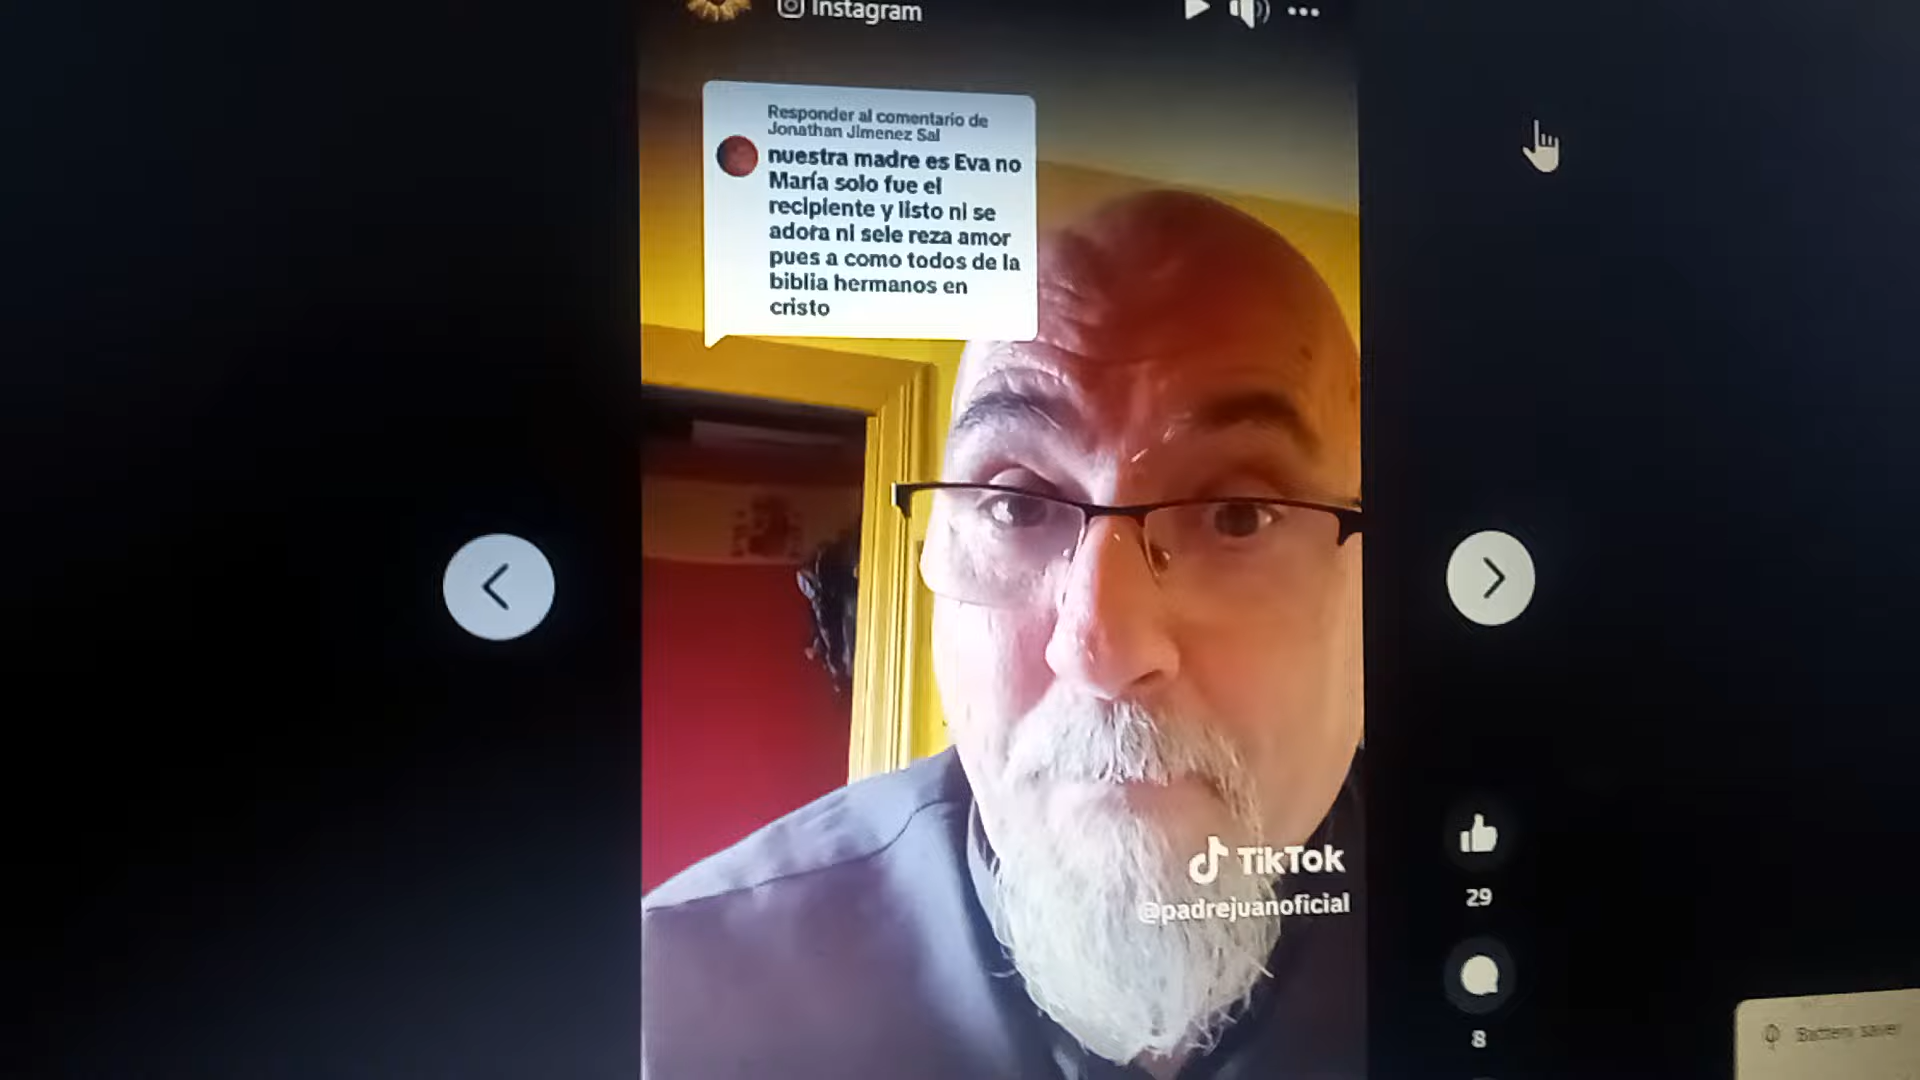 Instagram
Responder al comentario de
Jonathan Jimenez Sal
nuestra madre es Eva no
María solo fue el
recipiente y listo ni se
adora ni sele reza amor
pues a como todos de la
biblia hermanos en
cristo
TikTok
@padrejuanoficial
29
8
Battery saver